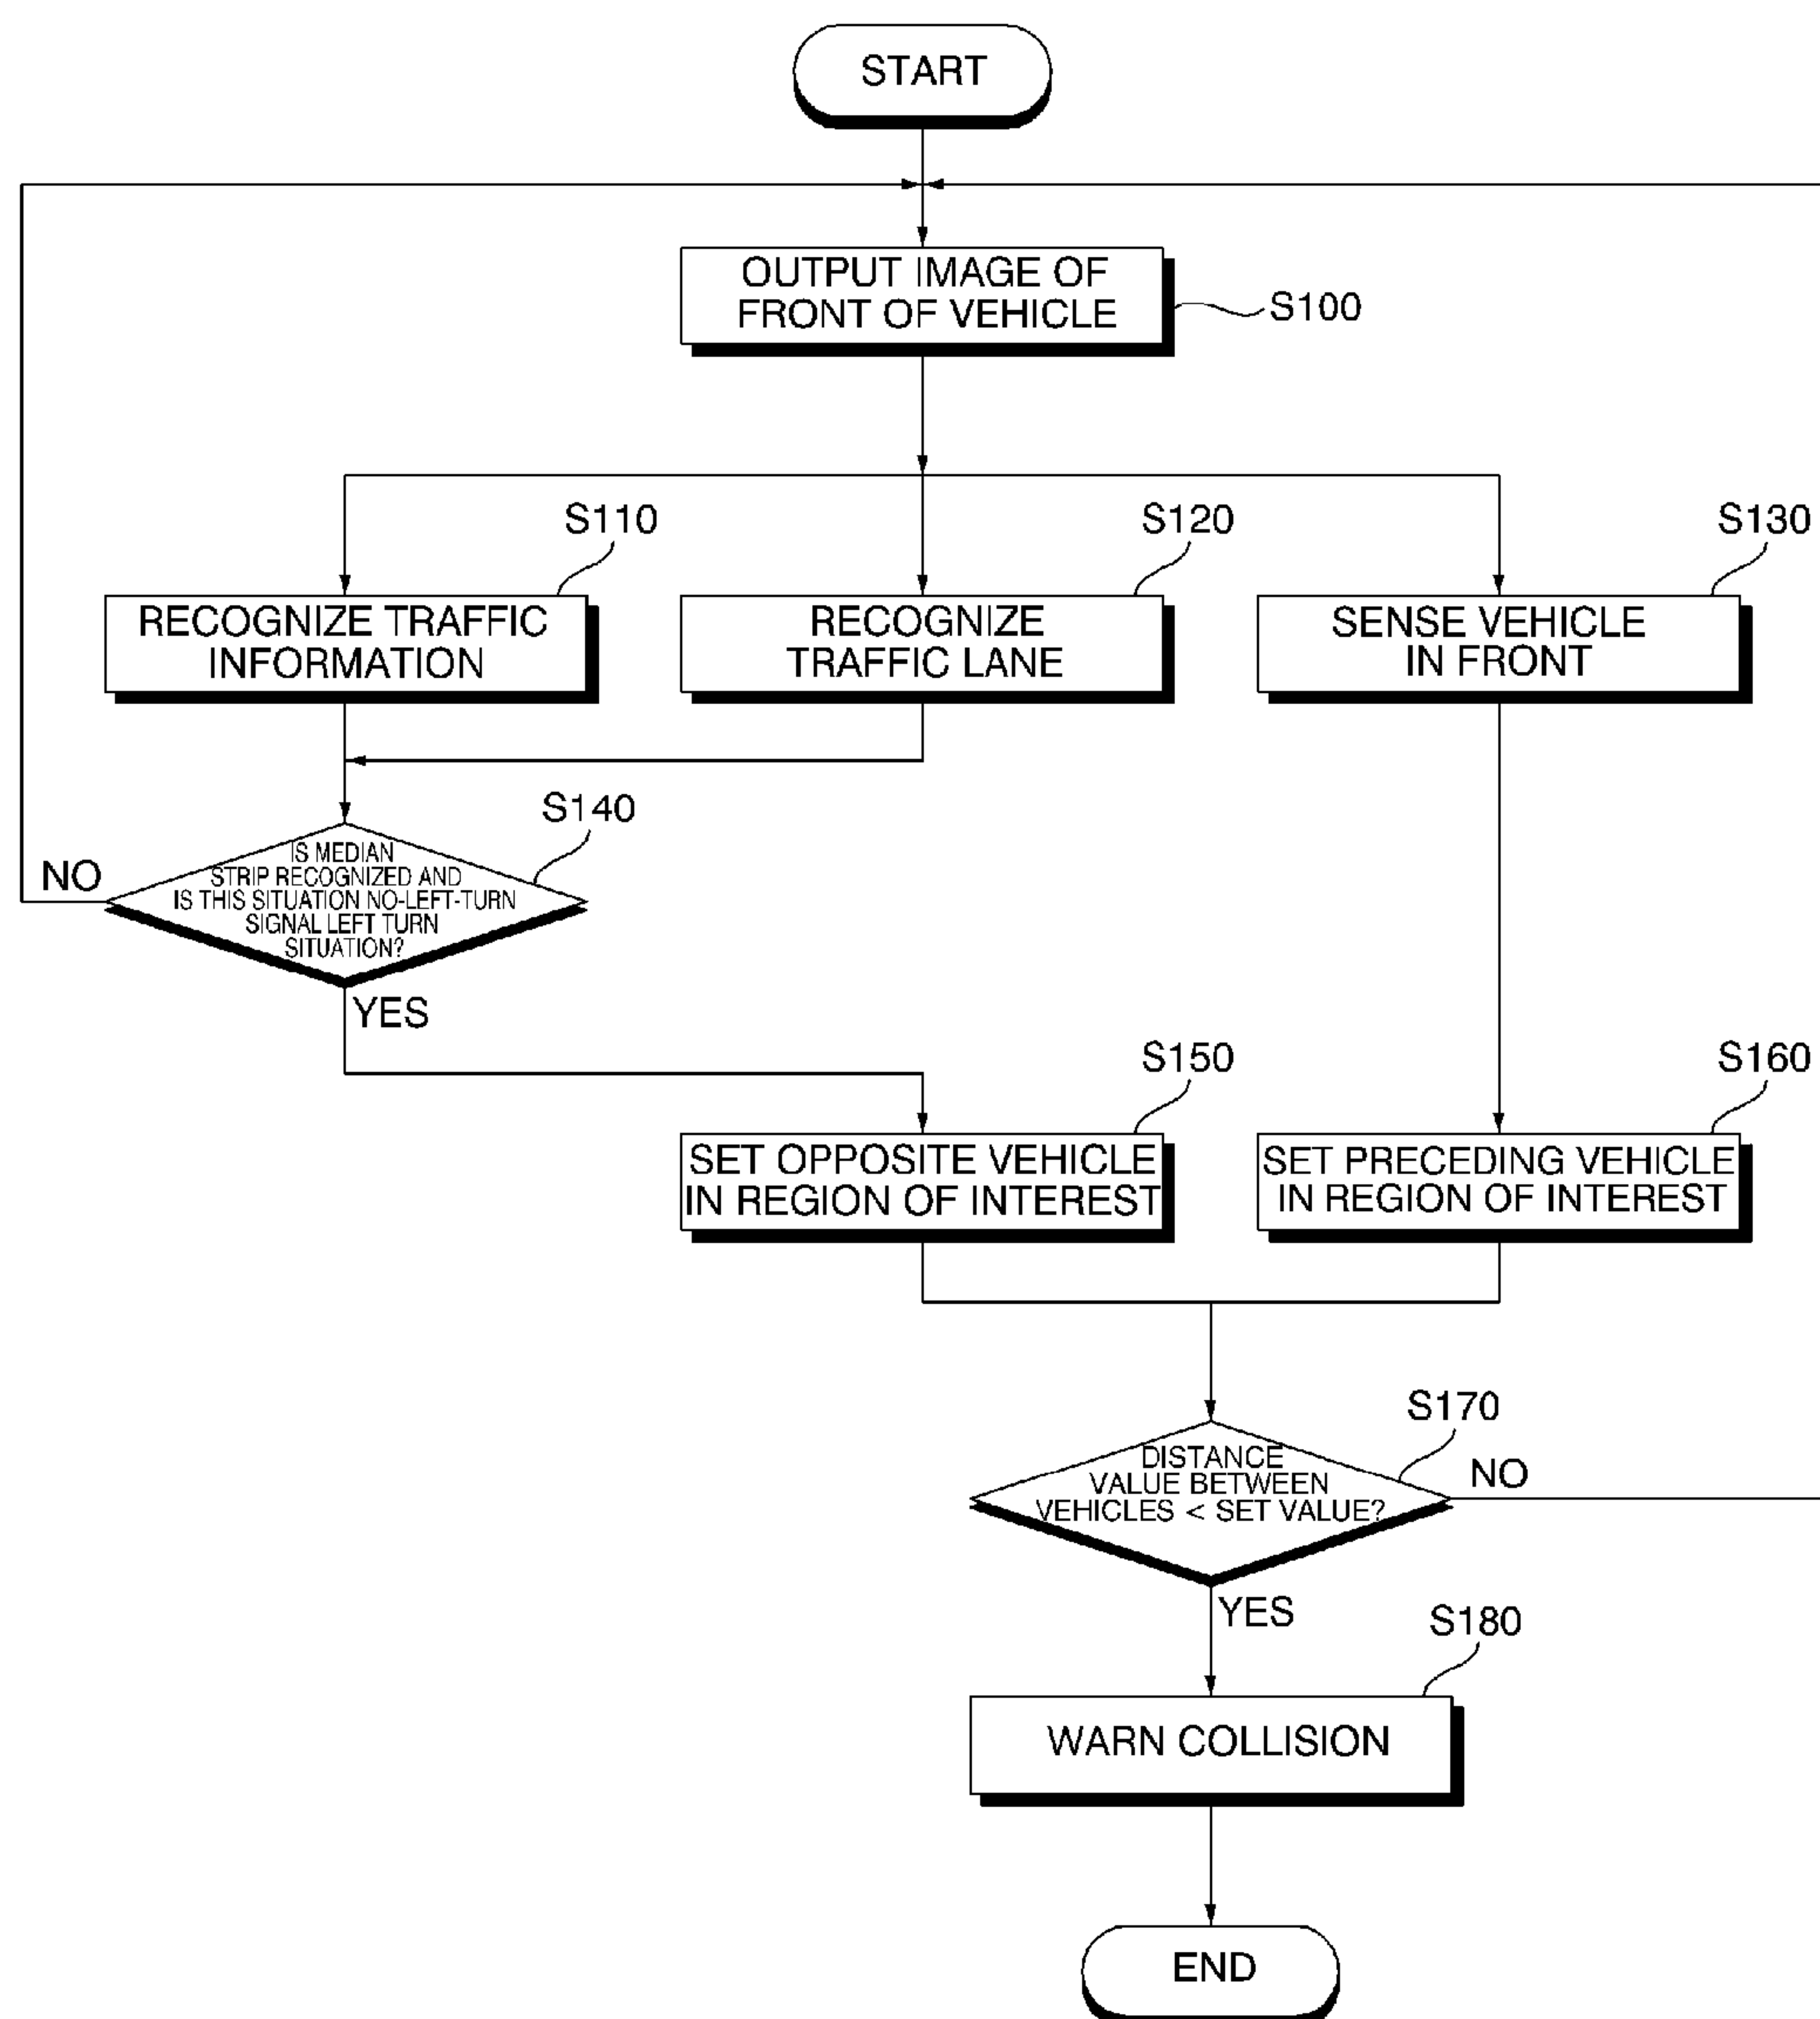 START
OUTPUT IMAGE OF
FRONT OF VEHICLE
S100
S110
S120
S130
RECOGNIZE TRAFFIC
INFORMATION
RECOGNIZE
TRAFFIC LANE
SENSE VEHICLE
IN FRONT
S140
NO
IS MEDIAN
STRIP RECOGNIZED AND
IS THIS SITUATION NO-LEFT-TURN
SIGNAL LEFT TURN
SITUATION?
YES
S150
S160
SET OPPOSITE VEHICLE
IN REGION OF INTEREST
SET PRECEDING VEHICLE
IN REGION OF INTEREST
S170
DISTANCE
VALUE BETWEEN
VEHICLES < SET VALUE?
NO
YES
S180
WARN COLLISION
END